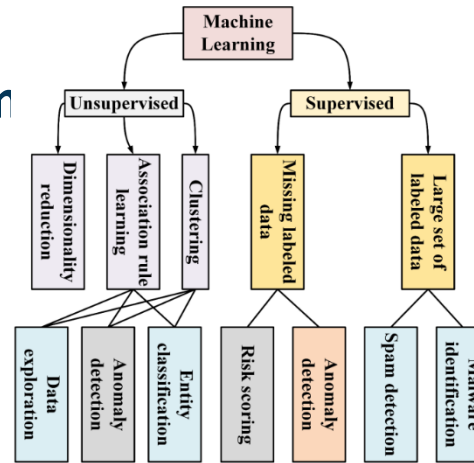 Machine
Learning
Unsupervised
Supervised
Dimensionality
reduction
Association rule
learning
Clustering
Missing labeled
data
Large set of
labeled data
Data
exploration
Anomaly
detection
Entity
classification
Risk scoring
Anomaly
detection
Spam detection
identification